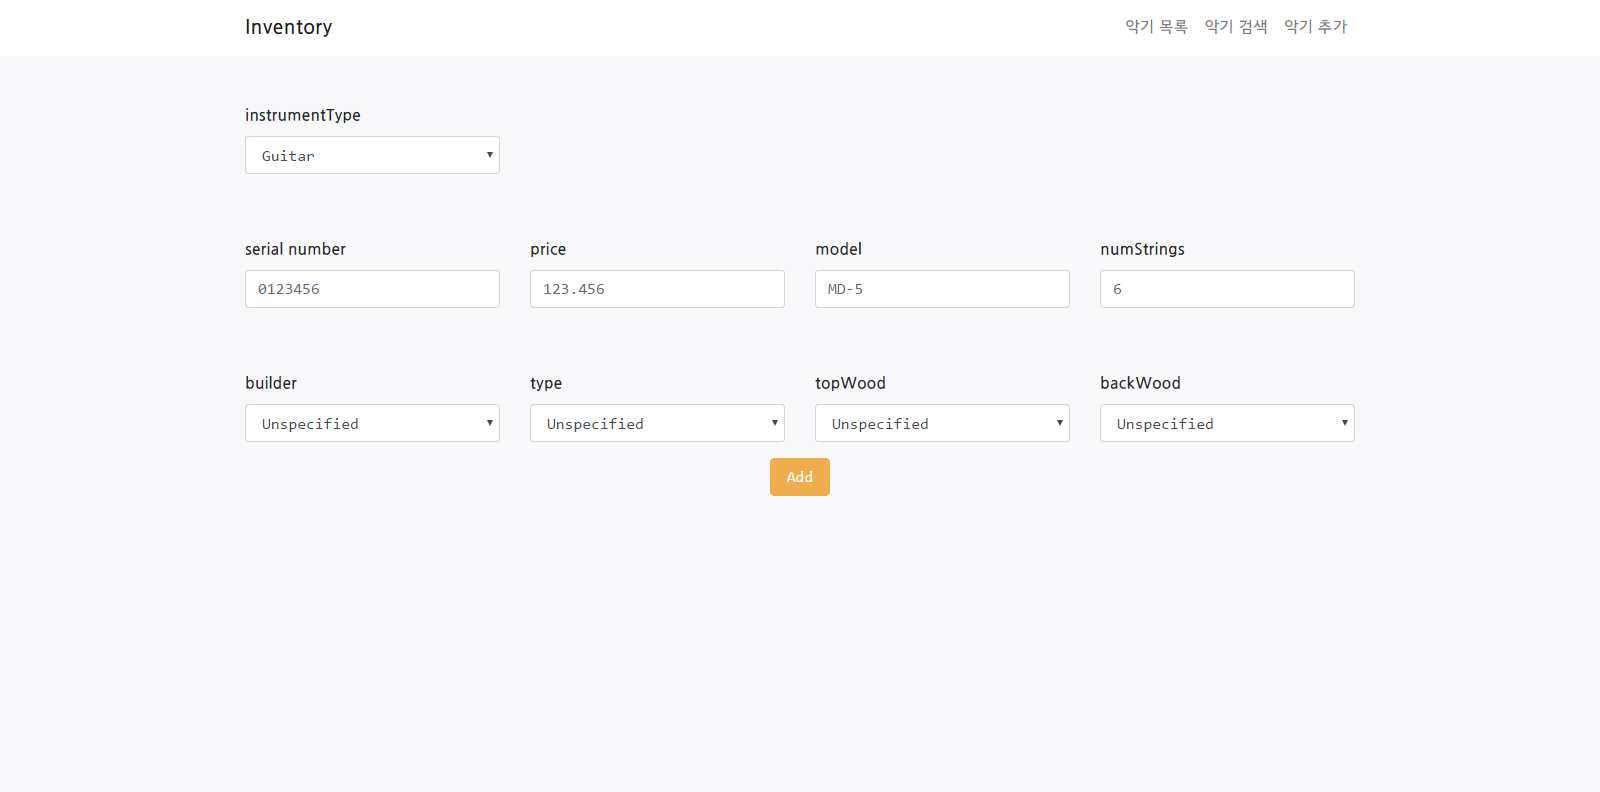 Inventory 악기 목록 악기 검색 악기 추가
instrumentType
Guitar
serial number price model numStrings
0123456 123.456 MD-5 6
builder type topWood backWood
Unspecified Unspecified Unspecified Unspecified
Add